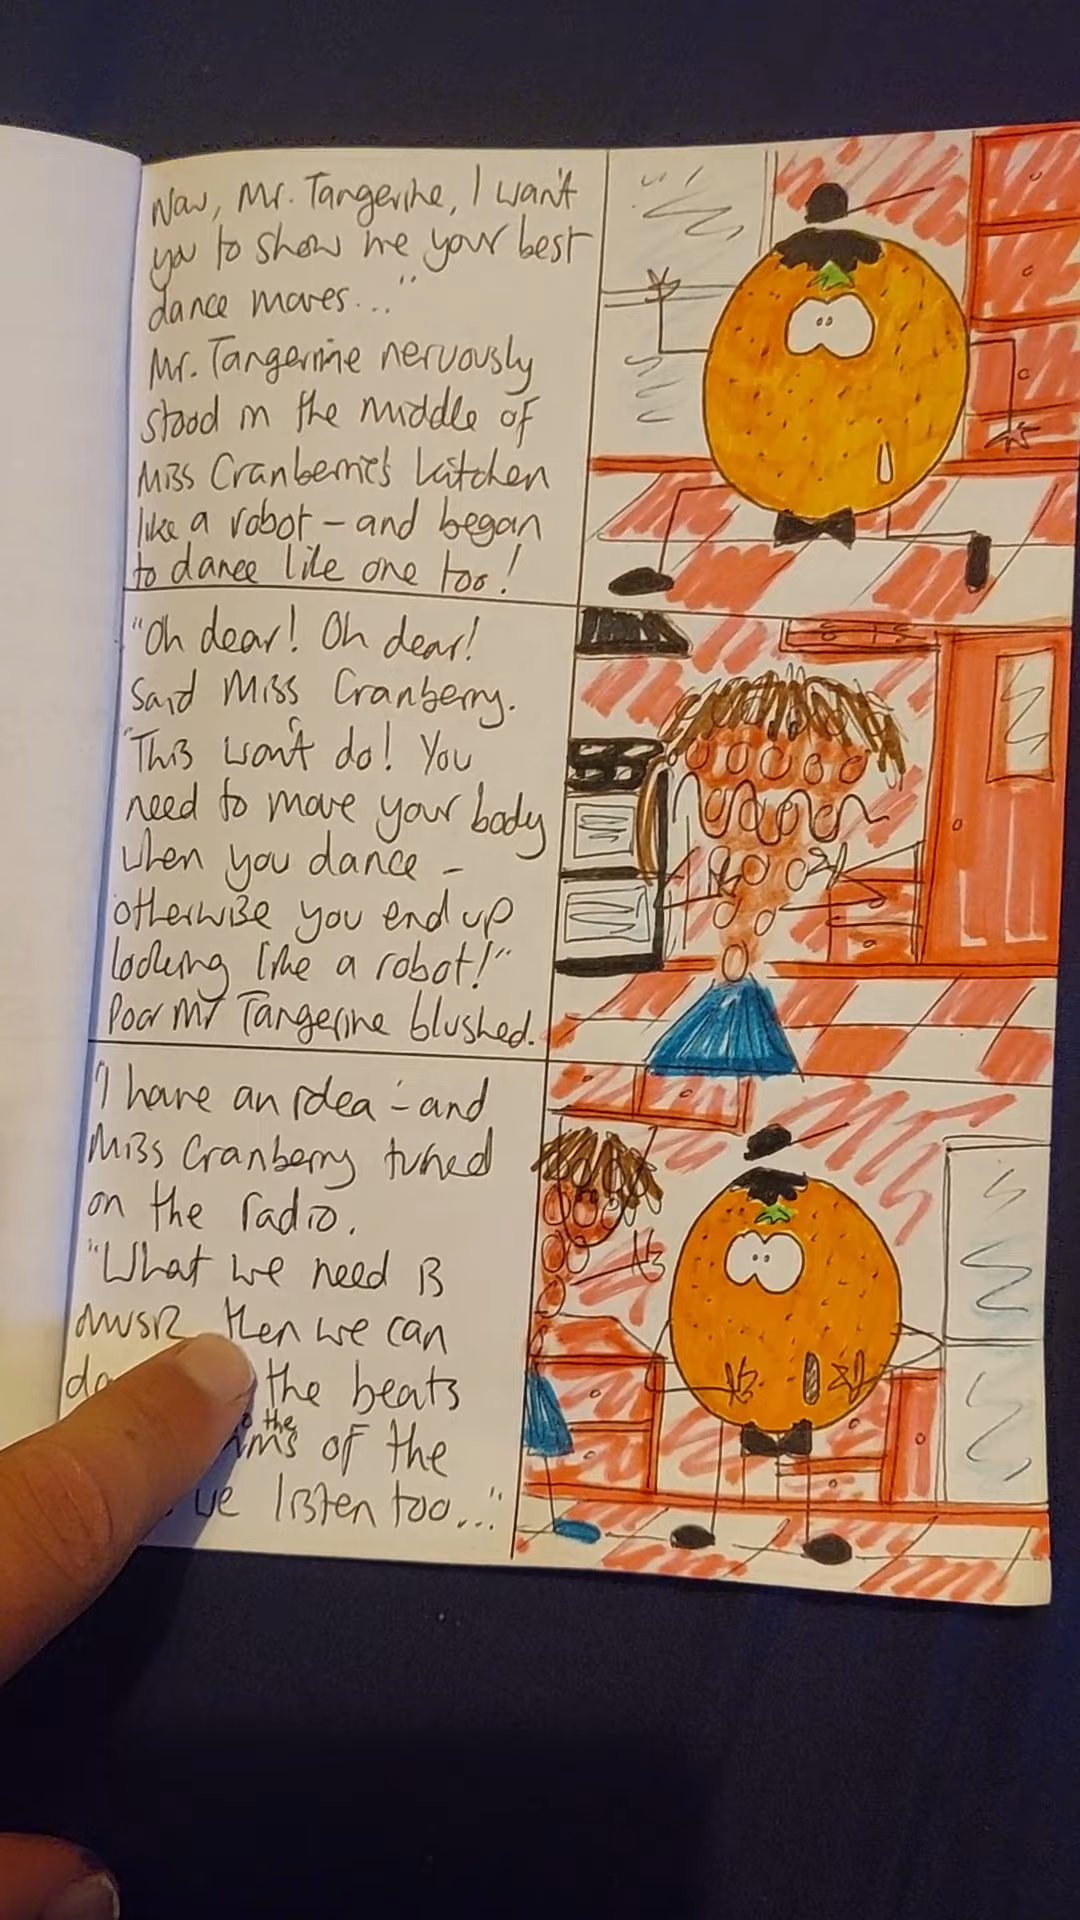 Now, Mr. Tangerine, I want
you to show me your best
dance moves..."
Mr. Tangerine nervously
stood in the middle of
Miss Cranberrie's kitchen
like a robot - and began
to dance like one too!
"Oh dear! Oh dear!
said Miss Cranberry.
"This won't do! You
need to move your body
when you dance -
otherwise you end up
looking like a robot!"
Poor Mr Tangerine blushed.
"I have an idea - and
Miss Cranberry turned
on the radio.
"What we need is
music then we can
the beats
the
of the
we listen too..."